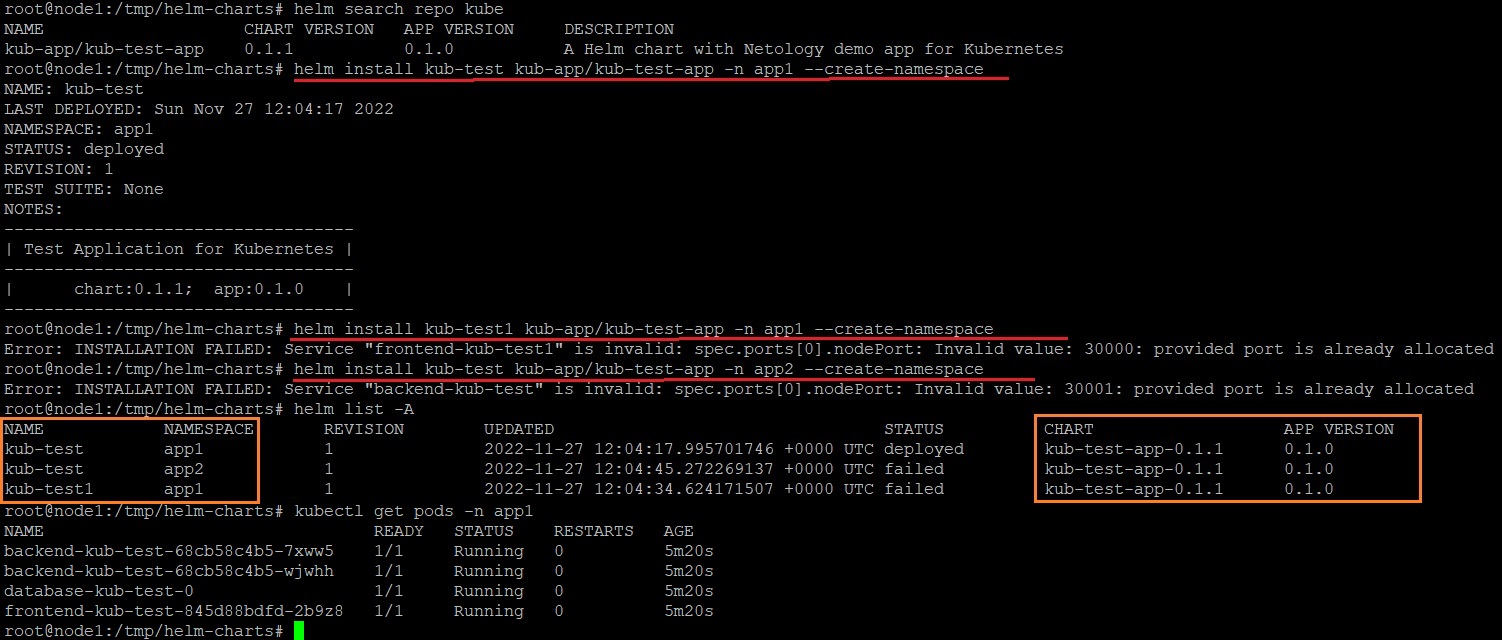 root@node1:/tmp/helm-charts# helm search repo kube
NAME                    CHART VERSION   APP VERSION     DESCRIPTION
kub-app/kub-test-app    0.1.1           0.1.0           A Helm chart with Netology demo app for Kubernetes
root@node1:/tmp/helm-charts# helm install kub-test kub-app/kub-test-app -n app1 --create-namespace
NAME: kub-test
LAST DEPLOYED: Sun Nov 27 12:04:17 2022
NAMESPACE: app1
STATUS: deployed
REVISION: 1
TEST SUITE: None
NOTES:
-----------------------------------
| Test Application for Kubernetes |
-----------------------------------
|      chart:0.1.1;  app:0.1.0    |
-----------------------------------
root@node1:/tmp/helm-charts# helm install kub-test1 kub-app/kub-test-app -n app1 --create-namespace
Error: INSTALLATION FAILED: Service "frontend-kub-test1" is invalid: spec.ports[0].nodePort: Invalid value: 30000: provided port is already allocated
root@node1:/tmp/helm-charts# helm install kub-test kub-app/kub-test-app -n app2 --create-namespace
Error: INSTALLATION FAILED: Service "backend-kub-test" is invalid: spec.ports[0].nodePort: Invalid value: 30001: provided port is already allocated
root@node1:/tmp/helm-charts# helm list -A
NAME            NAMESPACE       REVISION        UPDATED                                 STATUS          CHART                   APP VERSION
kub-test        app1            1               2022-11-27 12:04:17.995701746 +0000 UTC deployed        kub-test-app-0.1.1      0.1.0
kub-test        app2            1               2022-11-27 12:04:45.272269137 +0000 UTC failed          kub-test-app-0.1.1      0.1.0
kub-test1       app1            1               2022-11-27 12:04:34.624171507 +0000 UTC failed          kub-test-app-0.1.1      0.1.0
root@node1:/tmp/helm-charts# kubectl get pods -n app1
NAME                                 READY   STATUS    RESTARTS   AGE
backend-kub-test-68cb58c4b5-7xww5    1/1     Running   0          5m20s
backend-kub-test-68cb58c4b5-wjwhh    1/1     Running   0          5m20s
database-kub-test-0                  1/1     Running   0          5m20s
frontend-kub-test-845d88bdfd-2b9z8   1/1     Running   0          5m20s
root@node1:/tmp/helm-charts#